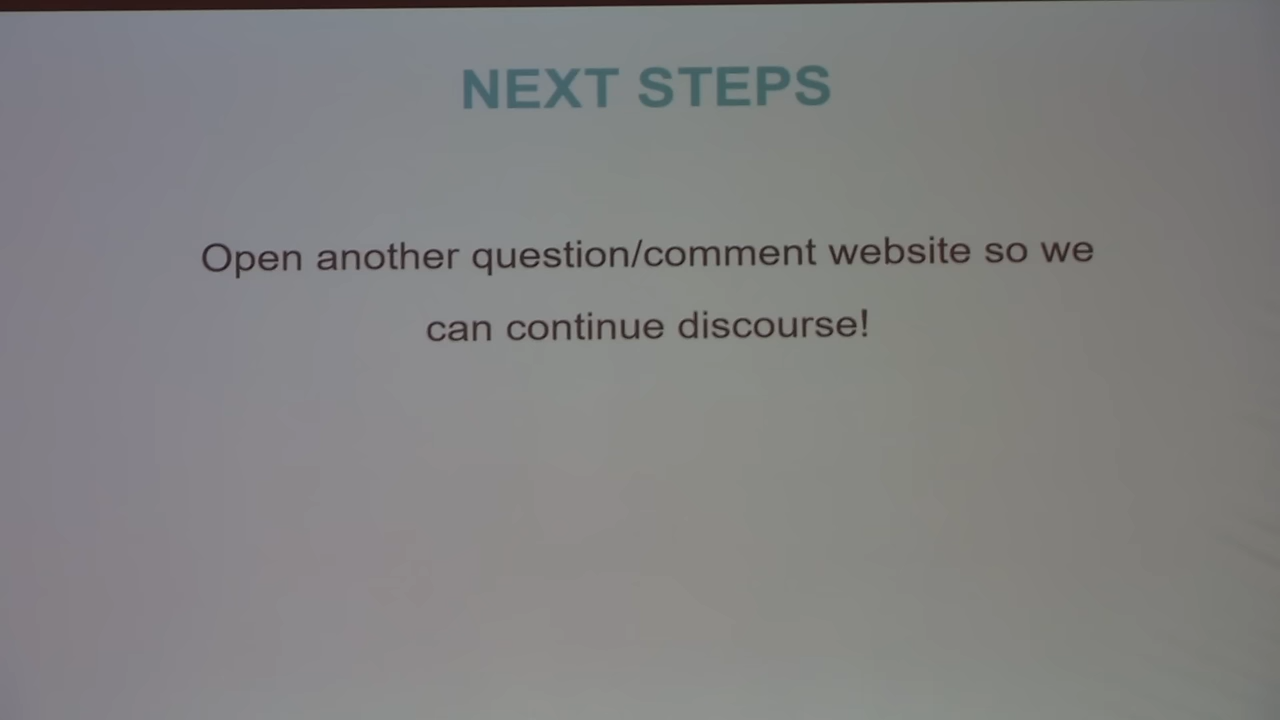 NEXT STEPS
Open another question/comment website so we
can continue discourse!